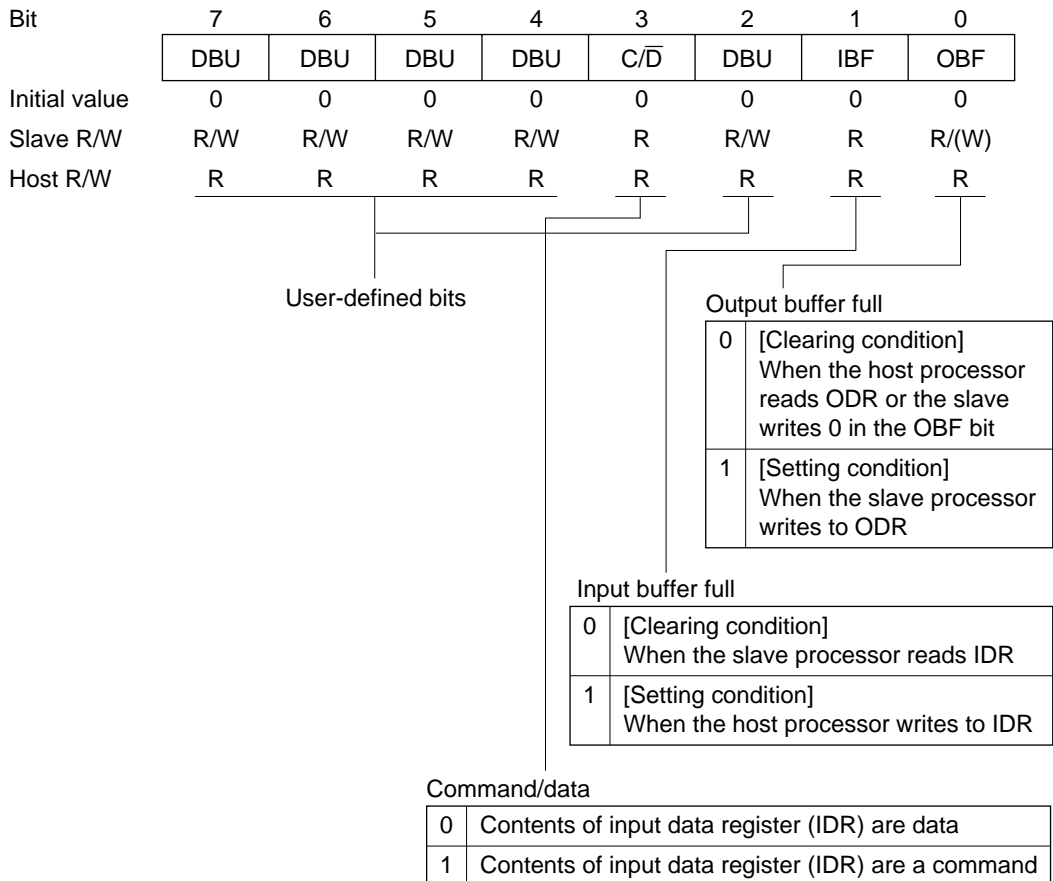 Bit 7 6 5 4 3 2 1 0
DBU DBU DBU DBU C/D̅ DBU IBF OBF
Initial value 0 0 0 0 0 0 0 0
Slave R/W R/W R/W R/W R/W R R/W R R/(W)
Host R/W R R R R R R R R
User-defined bits
Output buffer full
0 [Clearing condition]
When the host processor
reads ODR or the slave
writes 0 in the OBF bit
1 [Setting condition]
When the slave processor
writes to ODR
Input buffer full
0 [Clearing condition]
When the slave processor reads IDR
1 [Setting condition]
When the host processor writes to IDR
Command/data
0 Contents of input data register (IDR) are data
1 Contents of input data register (IDR) are a command